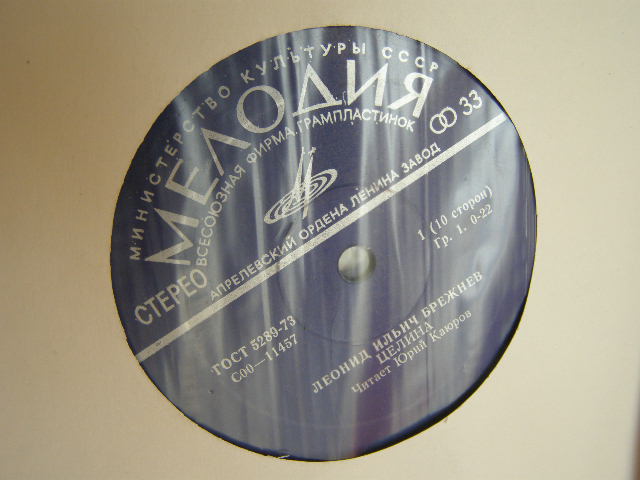 МИНИСТЕРСТВО КУЛЬТУРЫ СССР
МЕЛОДИЯ
ВСЕСОЮЗНАЯ ФИРМА ГРАМПЛАСТИНОК
СТЕРЕО
33
АПРЕЛЕВСКИЙ ОРДЕНА ЛЕНИНА ЗАВОД
1 (10 сторон)
Гр. 1. 0-22
ГОСТ 5289-73
С00—11457
ЛЕОНИД ИЛЬИЧ БРЕЖНЕВ
ЦЕЛИНА
Читает Юрий Каюров